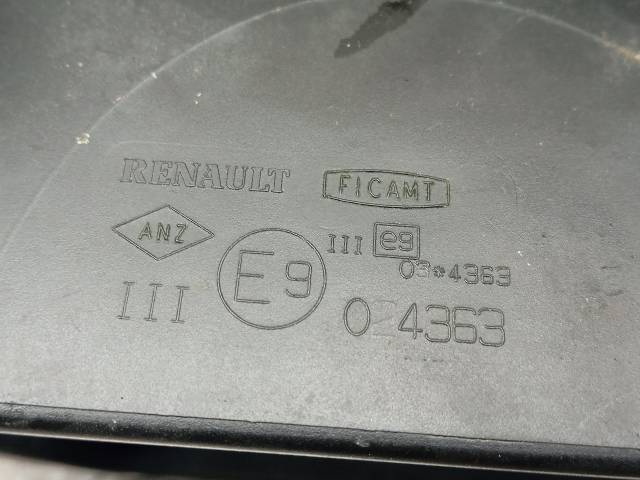 RENAULT FICAMT
ANZ
III e9
03*4363
III E9 024363